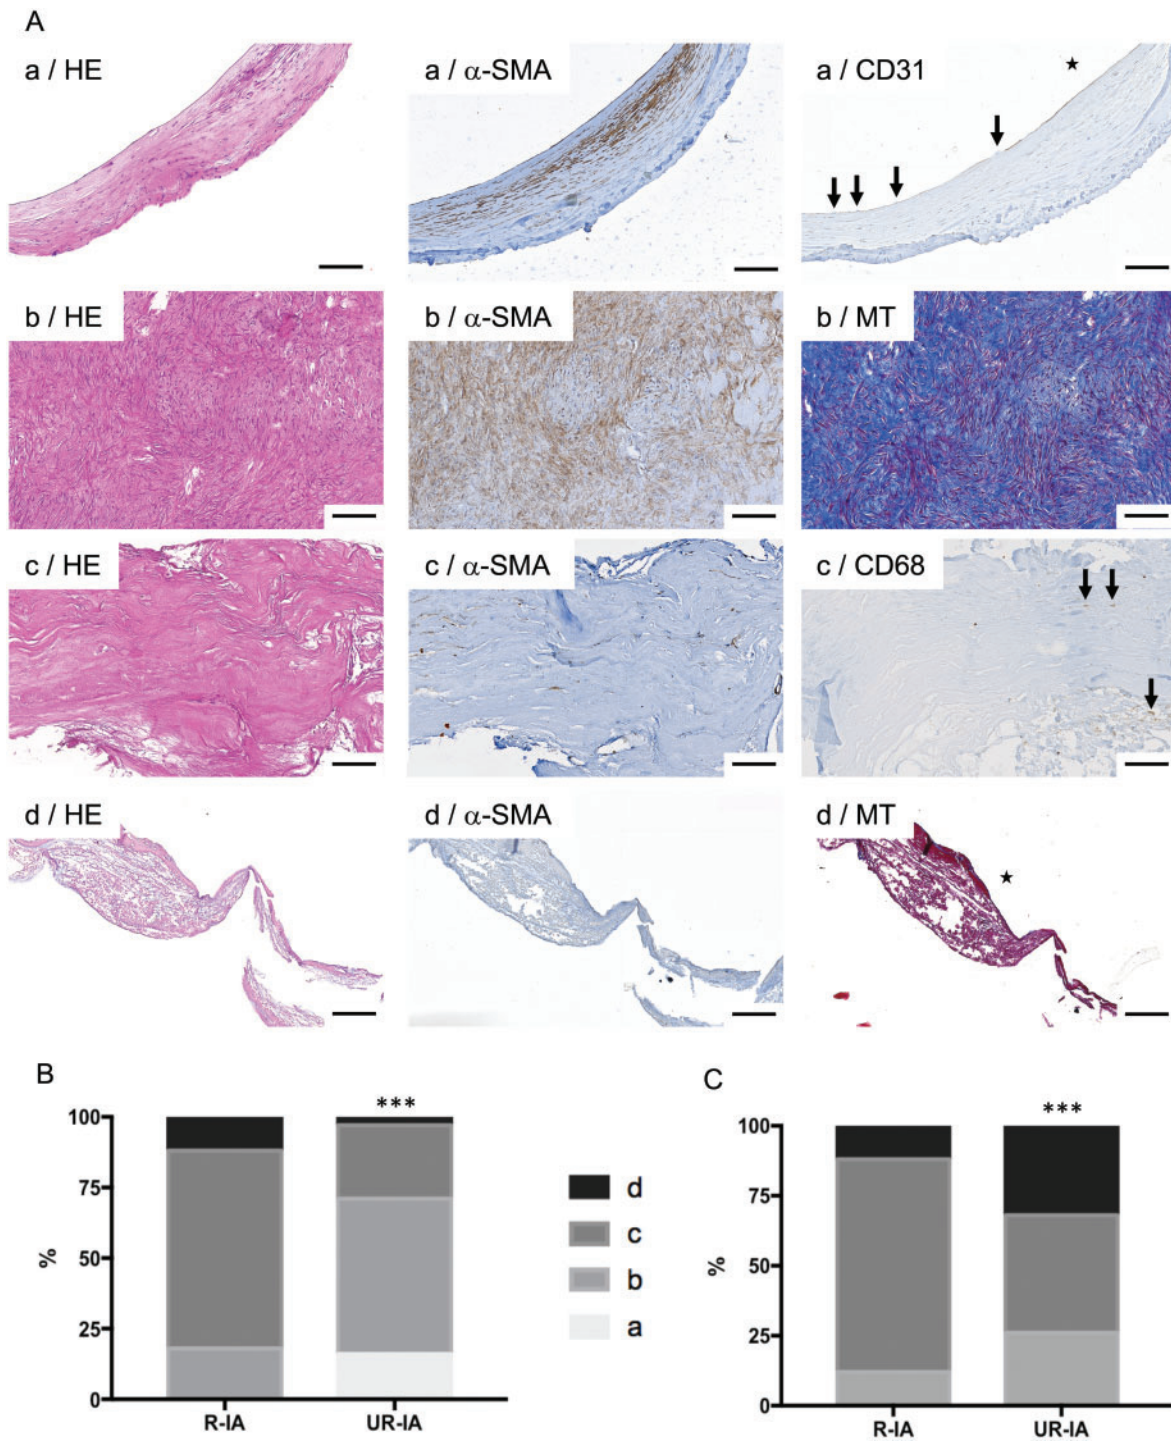 A
a / HE
a / α-SMA
a / CD31
b / HE
b / α-SMA
b / MT
c / HE
c / α-SMA
c / CD68
d / HE
d / α-SMA
d / MT
B
***
100
75
50
25
0
%
R-IA
UR-IA
d
c
b
a
C
***
100
75
50
25
0
%
R-IA
UR-IA